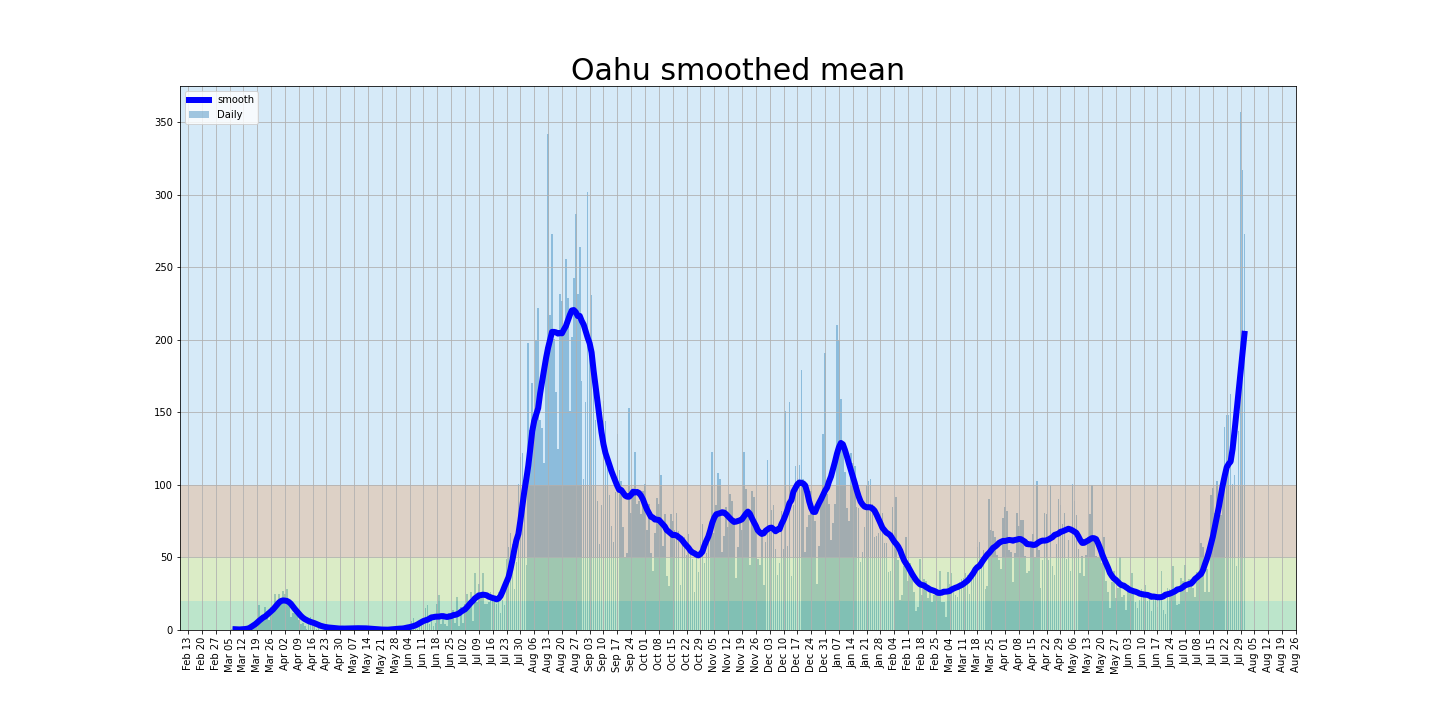 Oahu smoothed mean
smooth
Daily
350
300
250
200
150
100
50
0
Feb 13
Feb 20
Feb 27
Mar 05
Mar 12
Mar 19
Mar 26
Apr 02
Apr 09
Apr 16
Apr 23
Apr 30
May 07
May 14
May 21
May 28
Jun 04
Jun 11
Jun 18
Jun 25
Jul 02
Jul 09
Jul 16
Jul 23
Jul 30
Aug 06
Aug 13
Aug 20
Aug 27
Sep 03
Sep 10
Sep 17
Sep 24
Oct 01
Oct 08
Oct 15
Oct 22
Oct 29
Nov 05
Nov 12
Nov 19
Nov 26
Dec 03
Dec 10
Dec 17
Dec 24
Dec 31
Jan 07
Jan 14
Jan 21
Jan 28
Feb 04
Feb 11
Feb 18
Feb 25
Mar 04
Mar 11
Mar 18
Mar 25
Apr 01
Apr 08
Apr 15
Apr 22
Apr 29
May 06
May 13
May 20
May 27
Jun 03
Jun 10
Jun 17
Jun 24
Jul 01
Jul 08
Jul 15
Jul 22
Jul 29
Aug 05
Aug 12
Aug 19
Aug 26